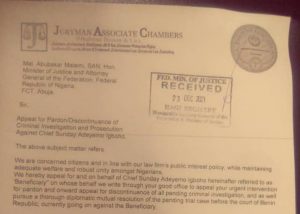 JURYMAN ASSOCIATE CHAMBERS
Mal. Abubakar Malami, SAN, Hon.
Minister of Justice and Attorney
General of the Federation, Federal
Republic of Nigeria.
FCT, Abuja.
FED. MIN. OF JUSTICE
RECEIVED
23 DEC 2021
Sir,
Appeal for Pardon/Discontinuance of
Criminal Investigation and Prosecution
Against Chief Sunday Adeyemo Igboho.
The above subject matter refers.
We are concerned citizens and in line with our law firm's public interest policy, while maintaining
adequate welfare and robust unity amongst Nigerians.
We hereby appeal for and on behalf of Chief Sunday Adeyemo Igboho (hereinafter referred to as
Beneficiary" on whose behalf we write through your good office to appeal your urgent intervention
for pardon and onward appeal for discontinuance of all pending criminal investigation, and as well
pursue a thorough diplomatic mutual resolution of the pending trial case before the court of Benin
Republic currently going on against the Beneficiary.